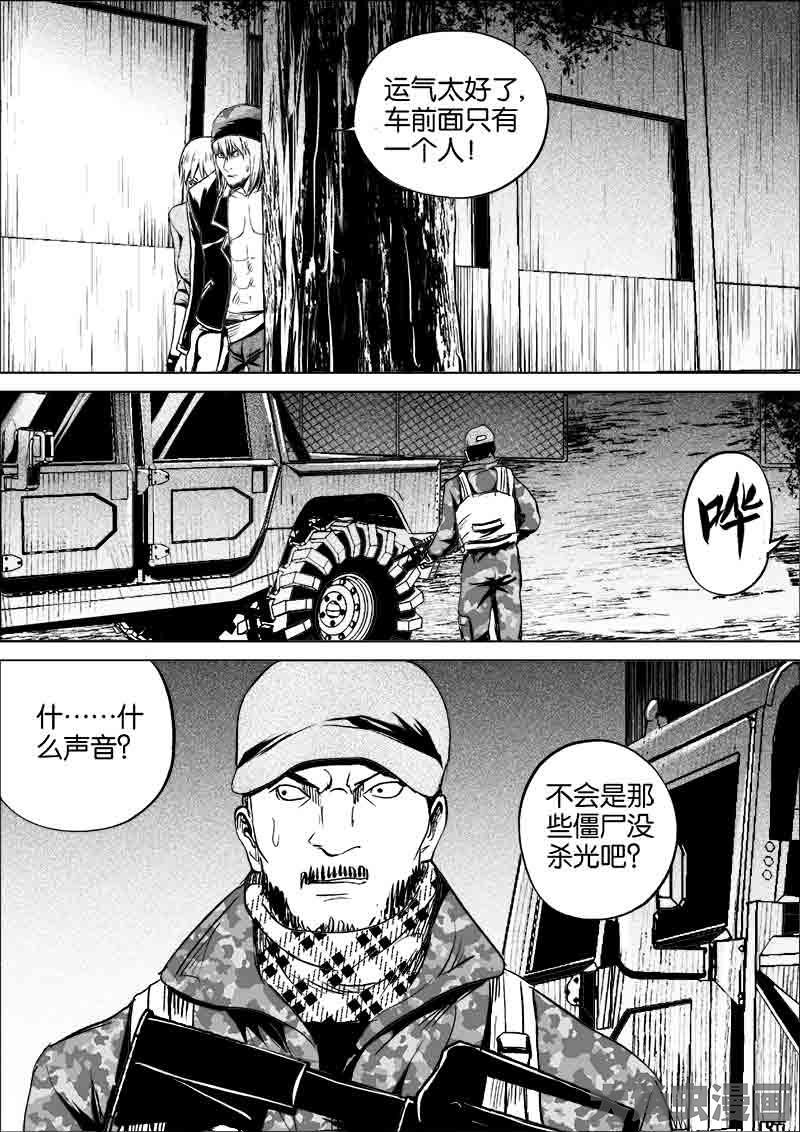 运气太好了，
车前面只有
一个人！
哗
什……什
么声音？
不会是那
些僵尸没
杀光吧？